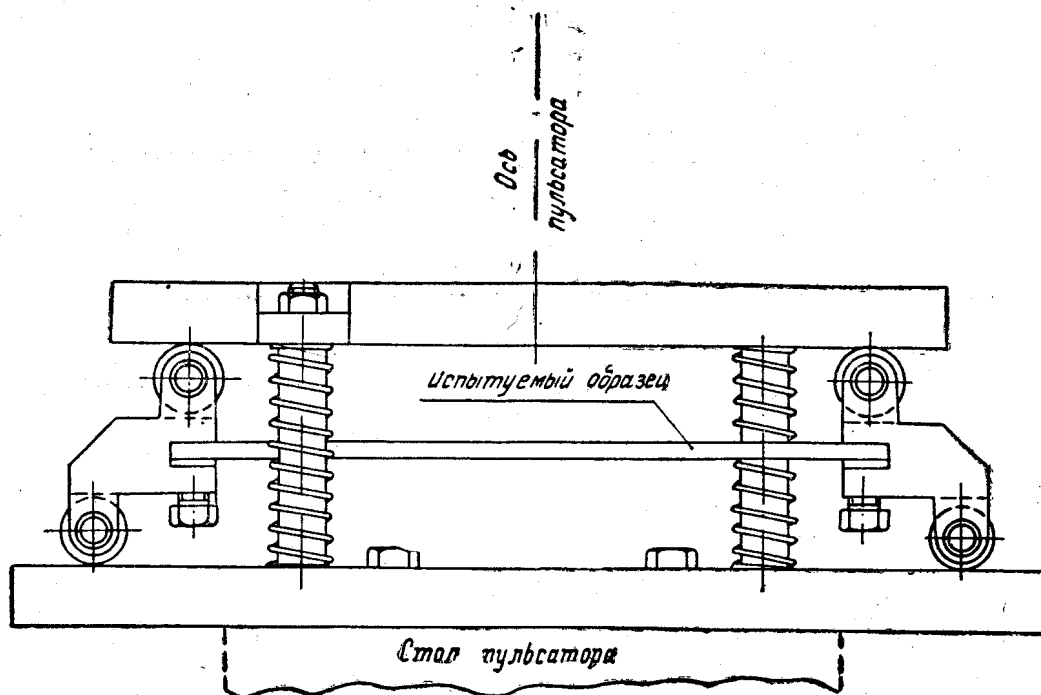 Ось
пульсатора
Испытуемый образец
Стол пульсатора